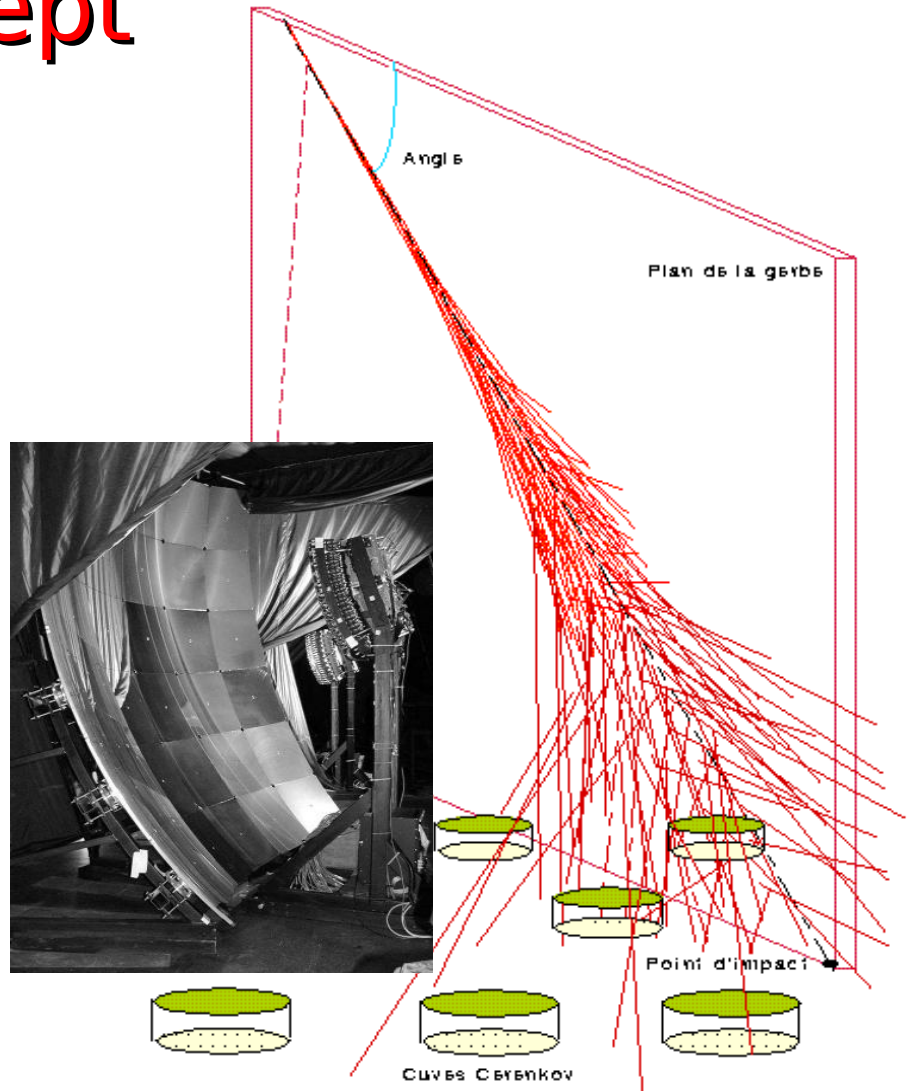 ept
Angle
Plan de la gerbe
Point d'impact
Cuves Cerenkov